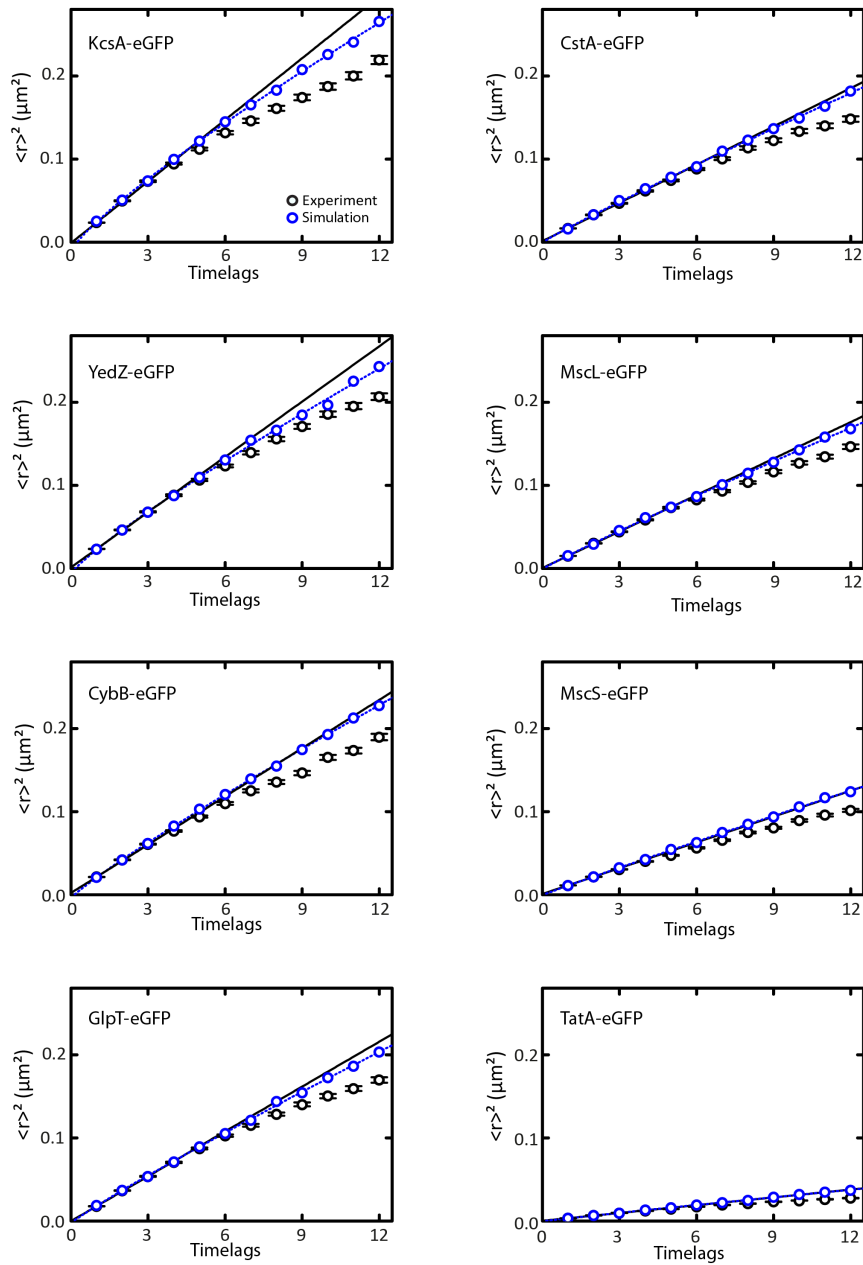 KcsA-eGFP
<r>² (μm²)
0.2
0.1
0.0
Experiment
Simulation
0 3 6 9 12
Timelags
CstA-eGFP
<r>² (μm²)
0.2
0.1
0.0
0 3 6 9 12
Timelags
YedZ-eGFP
<r>² (μm²)
0.2
0.1
0.0
0 3 6 9 12
Timelags
MscL-eGFP
<r>² (μm²)
0.2
0.1
0.0
0 3 6 9 12
Timelags
CybB-eGFP
<r>² (μm²)
0.2
0.1
0.0
0 3 6 9 12
Timelags
MscS-eGFP
<r>² (μm²)
0.2
0.1
0.0
0 3 6 9 12
Timelags
GlpT-eGFP
<r>² (μm²)
0.2
0.1
0.0
0 3 6 9 12
Timelags
TatA-eGFP
<r>² (μm²)
0.2
0.1
0.0
0 3 6 9 12
Timelags